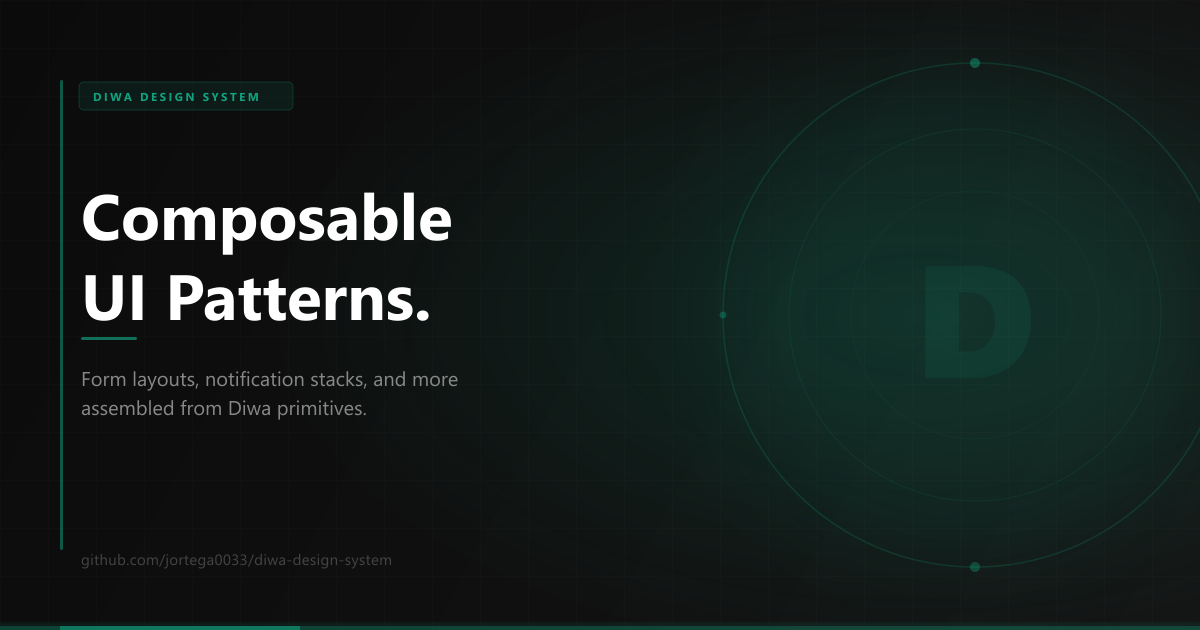 DIWA DESIGN SYSTEM
Composable
UI Patterns.
Form layouts, notification stacks, and more
assembled from Diwa primitives.
github.com/jortega0033/diwa-design-system
D